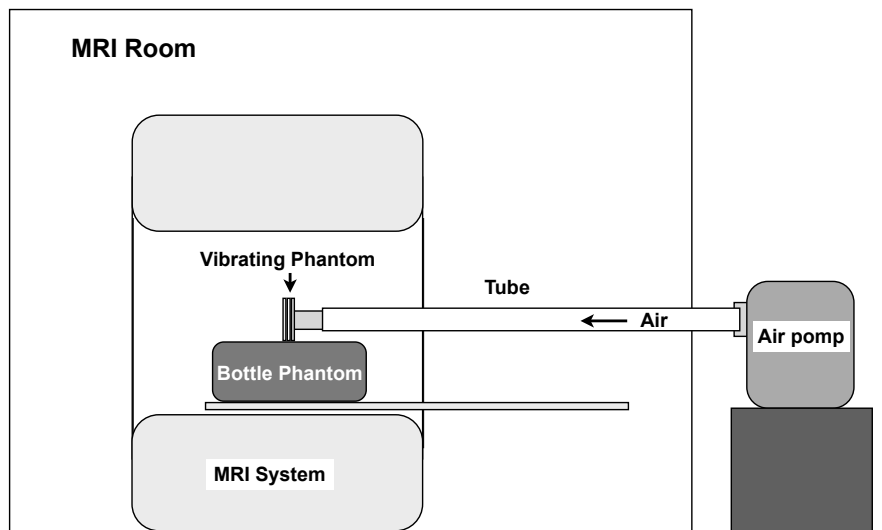 MRI Room
Vibrating Phantom
Tube
Air
Air pomp
Bottle Phantom
MRI System